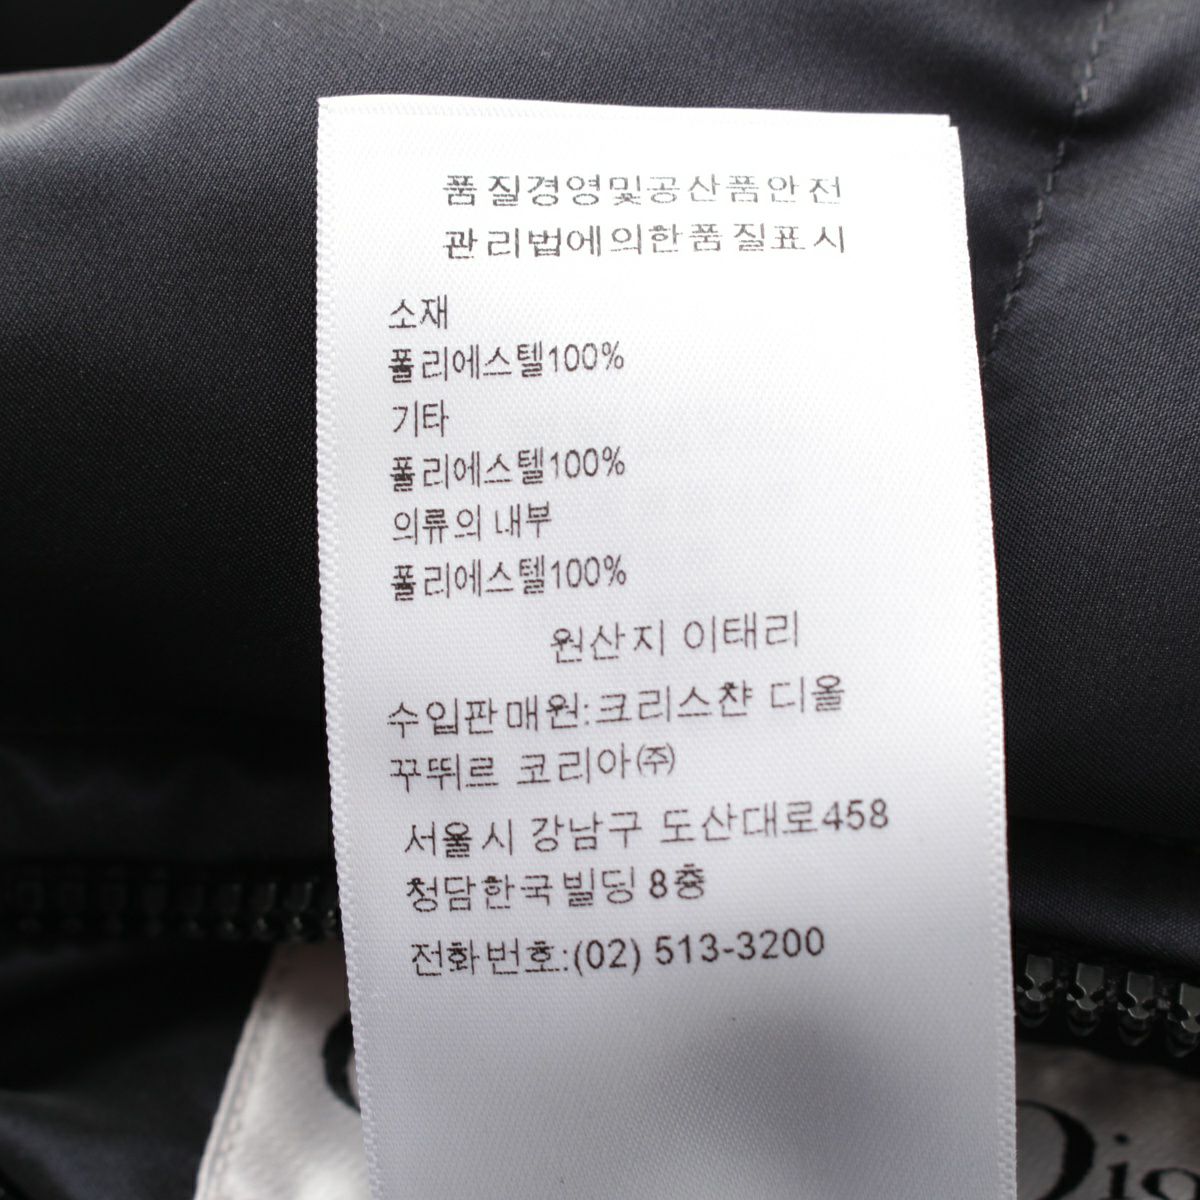 품질경영및공산품안전
관리법에의한품질표시
소재
폴리에스텔100%
기타
폴리에스텔100%
의류의 내부
폴리에스텔100%
원산지 이태리
수입판매원:크리스챤 디올
꾸뛰르 코리아㈜
서울시 강남구 도산대로458
청담한국빌딩 8층
전화번호:(02) 513-3200